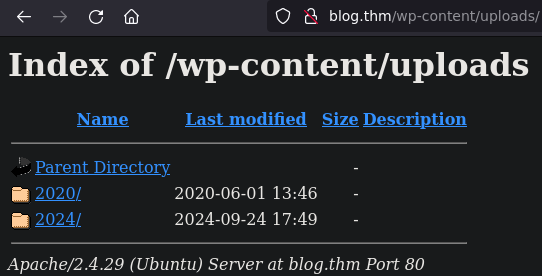 blog.thm/wp-content/uploads/
Index of /wp-content/uploads
Name Last modified Size Description
Parent Directory -
2020/ 2020-06-01 13:46 -
2024/ 2024-09-24 17:49 -
Apache/2.4.29 (Ubuntu) Server at blog.thm Port 80